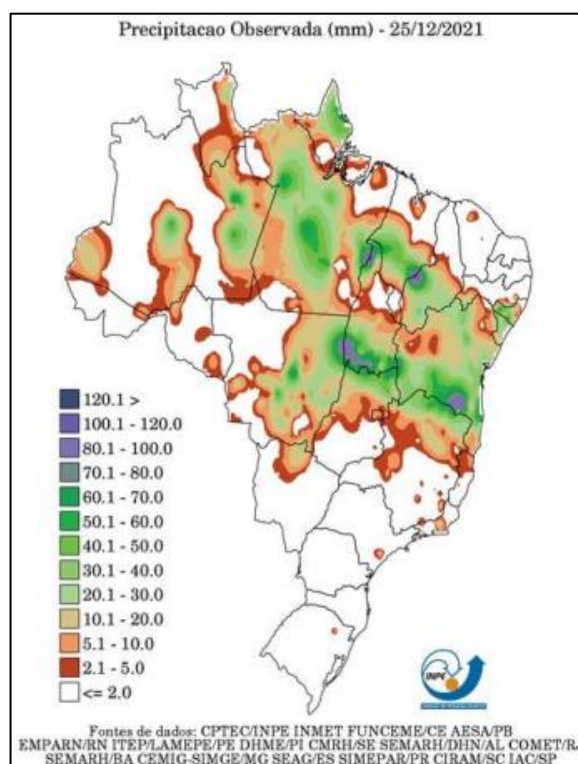 Precipitacao Observada (mm) - 25/12/2021
120.1 >
100.1 - 120.0
80.1 - 100.0
70.1 - 80.0
60.1 - 70.0
50.1 - 60.0
40.1 - 50.0
30.1 - 40.0
20.1 - 30.0
10.1 - 20.0
5.1 - 10.0
2.1 - 5.0
<= 2.0
INPE
Fontes de dados: CPTEC/INPE INMET FUNCEME/CE AESA/PB
EMPARN/RN ITEP/LAMEPE/PE DHME/PI CMRH/SE SEMARH/DHN/AL COMET/RJ
SEMARH/BA CEMIG-SIMGE/MG SEAG/ES SIMEPAR/PR CIRAM/SC IAC/SP